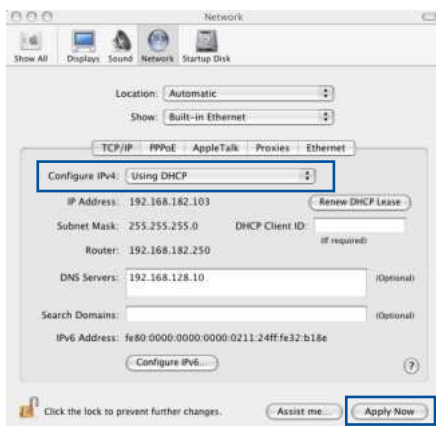 Network
Show All Displays Sound Network Startup Disk
Location: Automatic
Show: Built-in Ethernet
TCP/IP PPPoE AppleTalk Proxies Ethernet
Configure IPv4: Using DHCP
IP Address: 192.168.182.103 Renew DHCP Lease
Subnet Mask: 255.255.255.0 DHCP Client ID:
(If required)
Router: 192.168.182.250
DNS Servers: 192.168.128.10 (Optional)
Search Domains: (Optional)
IPv6 Address: fe80:0000:0000:0000:0211:24ff:fe32:b18e
Configure IPv6... ?
Click the lock to prevent further changes. Assist me... Apply Now